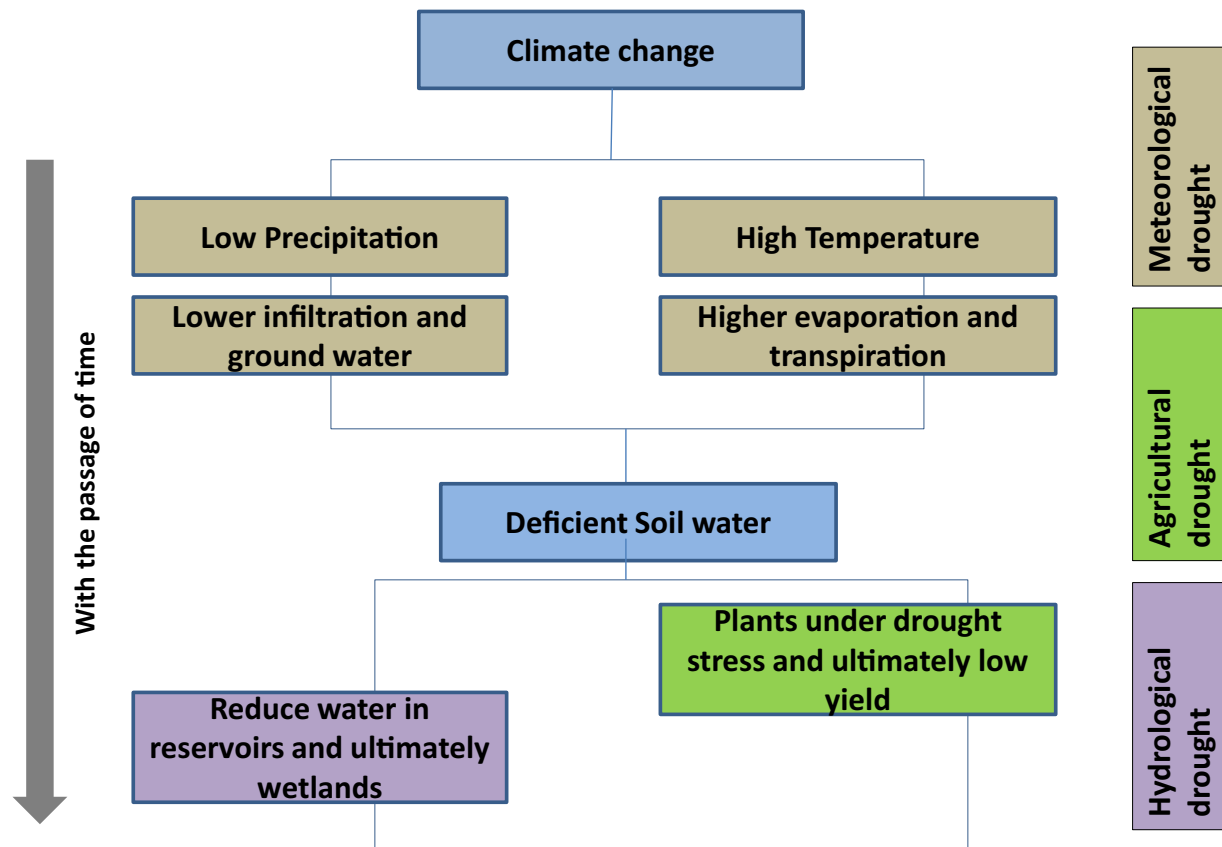 Climate change
Low Precipitation
High Temperature
Lower infiltration and
ground water
Higher evaporation and
transpiration
Deficient Soil water
Plants under drought
stress and ultimately low
yield
Reduce water in
reservoirs and ultimately
wetlands
With the passage of time
Meteorological
drought
Agricultural
drought
Hydrological
drought